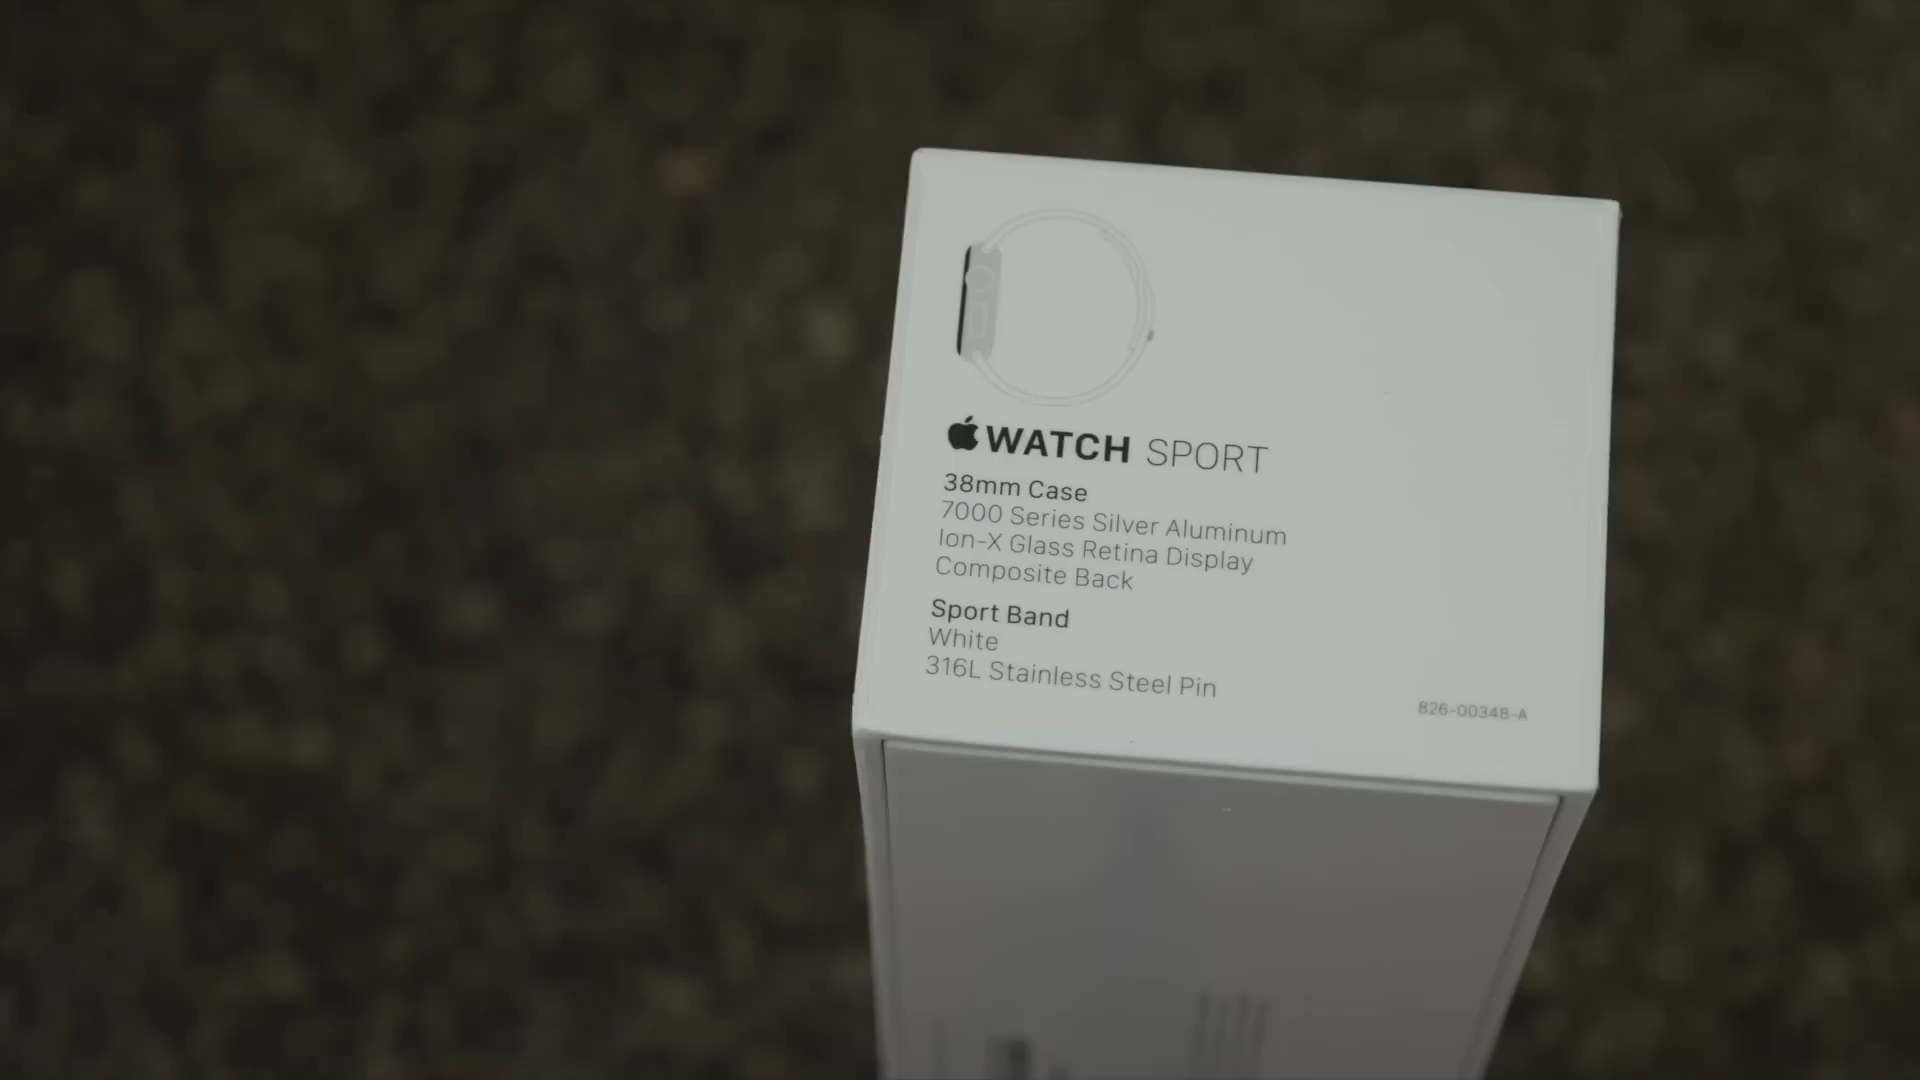 WATCH SPORT
38mm Case
7000 Series Silver Aluminum
Ion-X Glass Retina Display
Composite Back
Sport Band
White
316L Stainless Steel Pin
826-00348-A